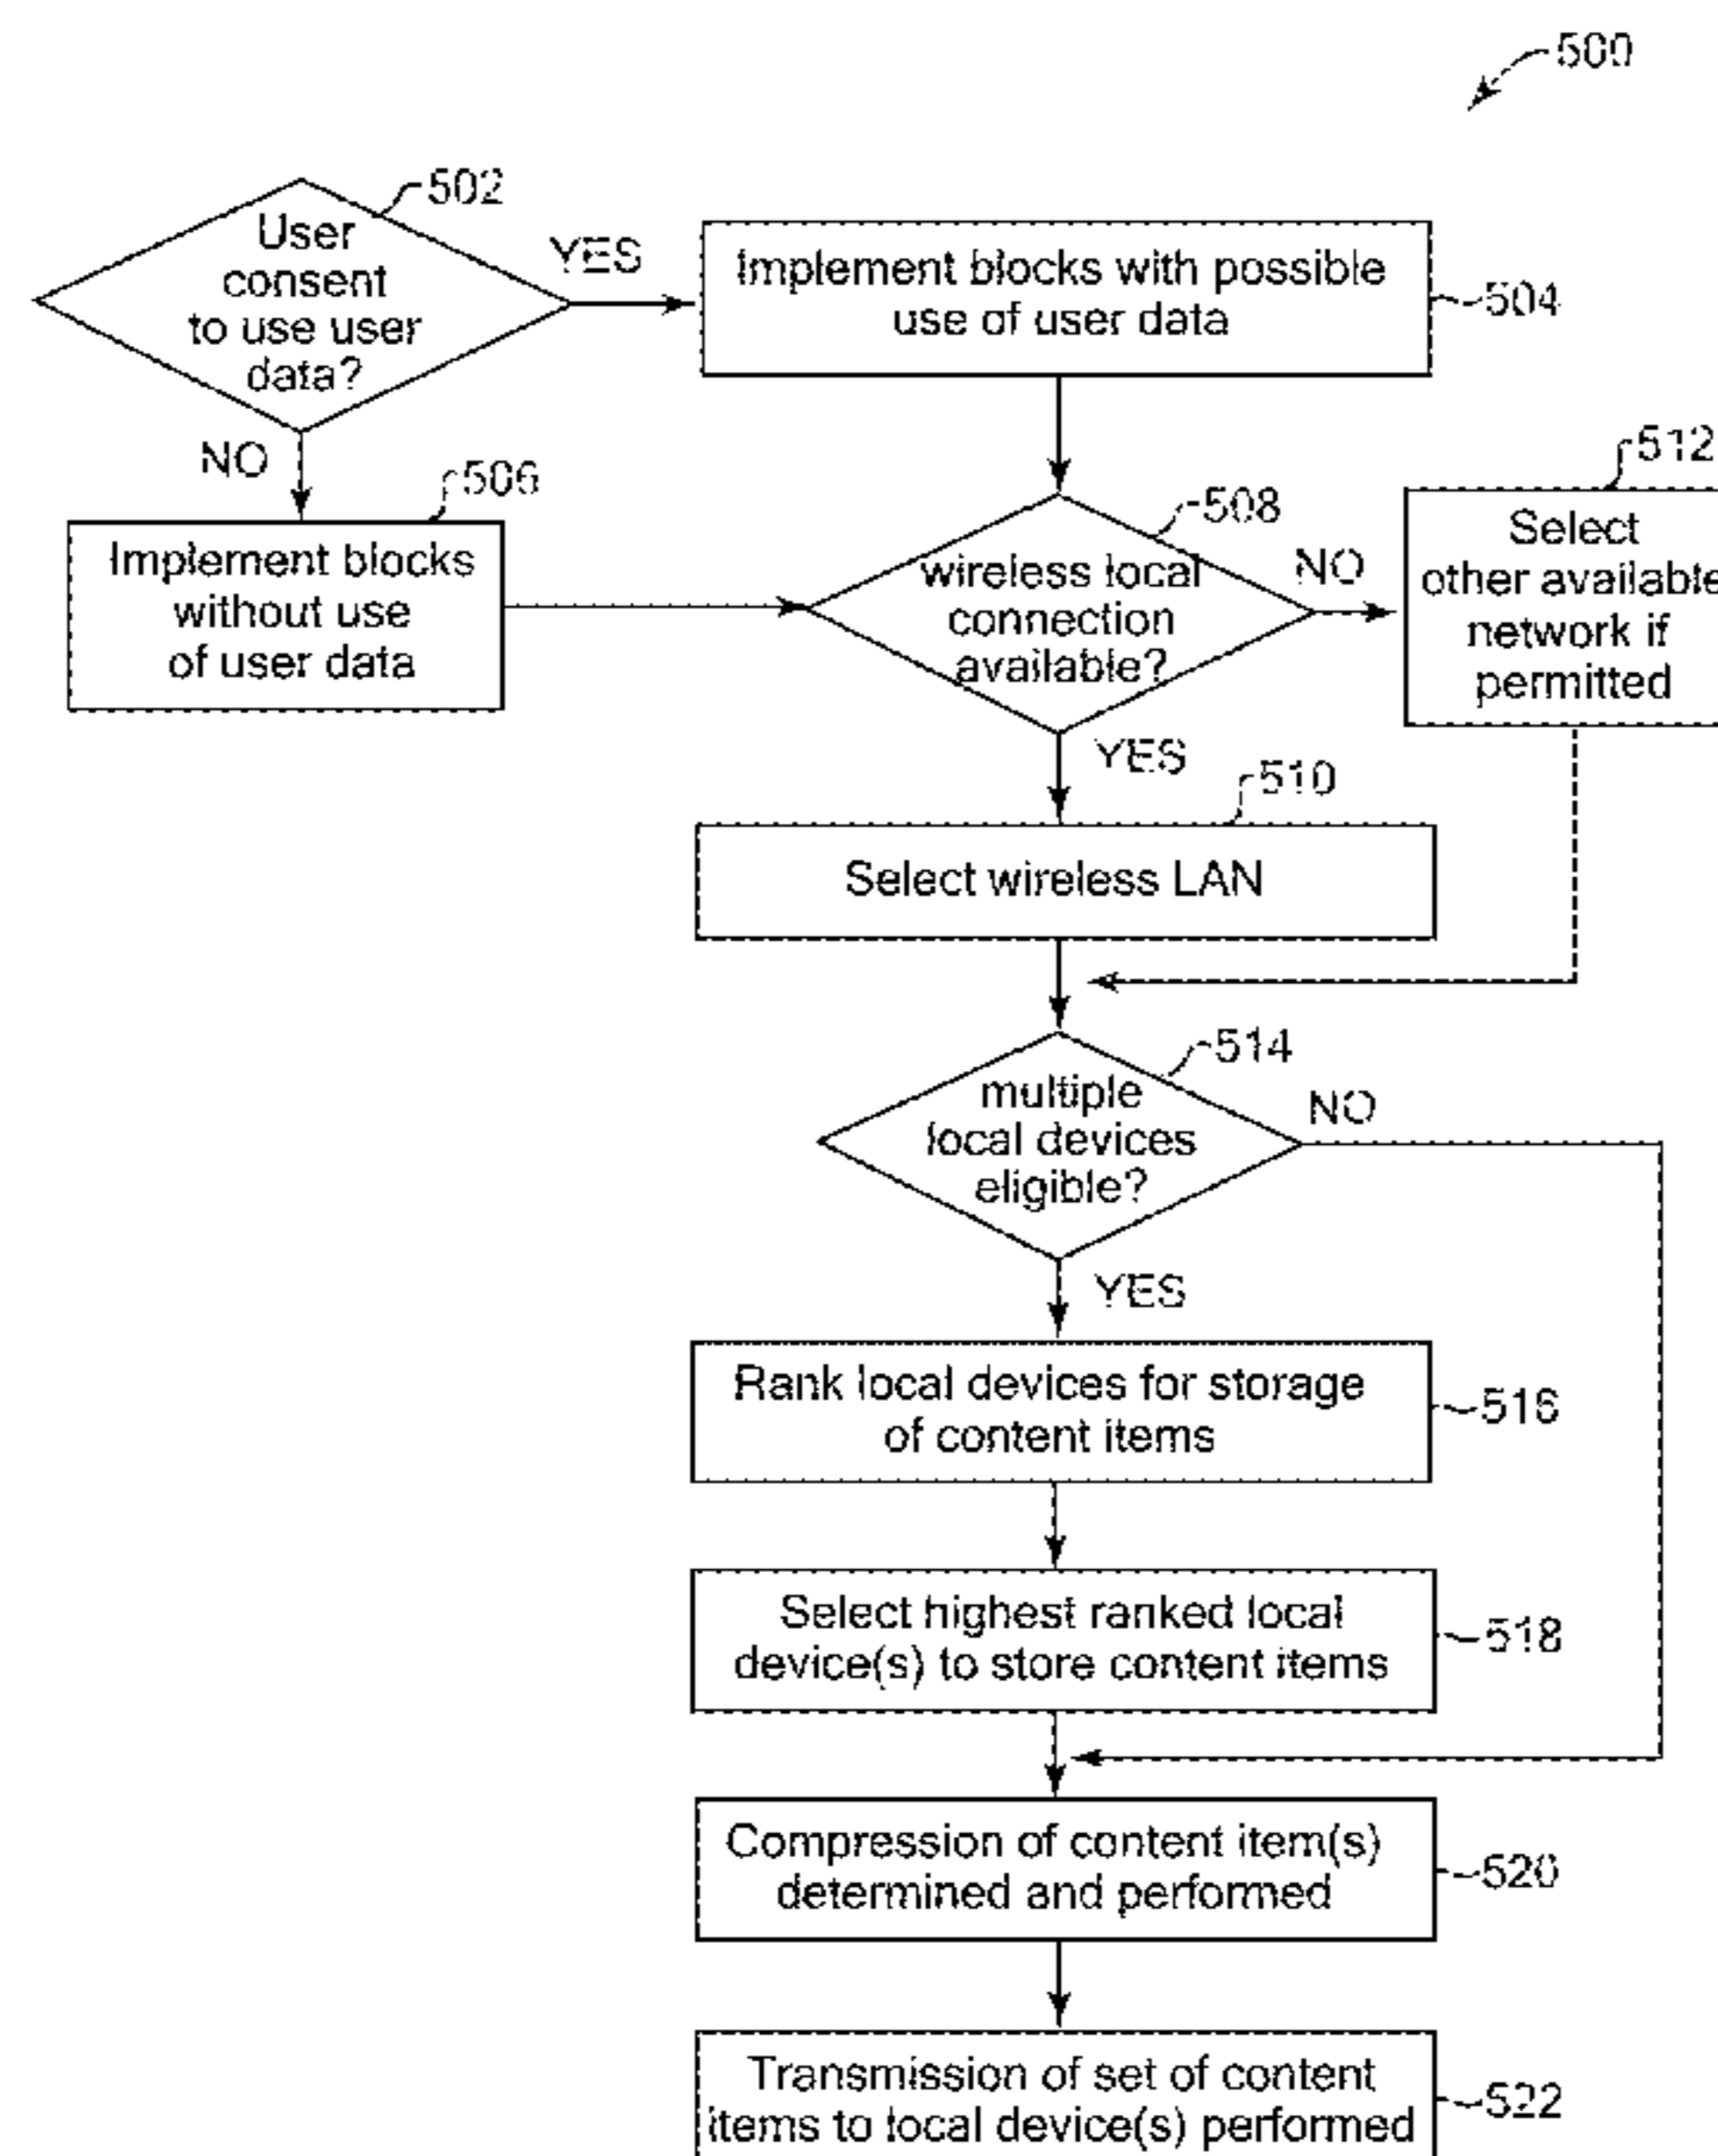 500
502
User
consent
to use user
data?
YES
Implement blocks with possible
use of user data
504
NO
506
Implement blocks
without use
of user data
508
wireless local
connection
available?
NO
512
Select
other available
network if
permitted
YES
510
Select wireless LAN
514
multiple
local devices
eligible?
NO
YES
Rank local devices for storage
of content items
516
Select highest ranked local
device(s) to store content items
518
Compression of content item(s)
determined and performed
520
Transmission of set of content
items to local device(s) performed
522